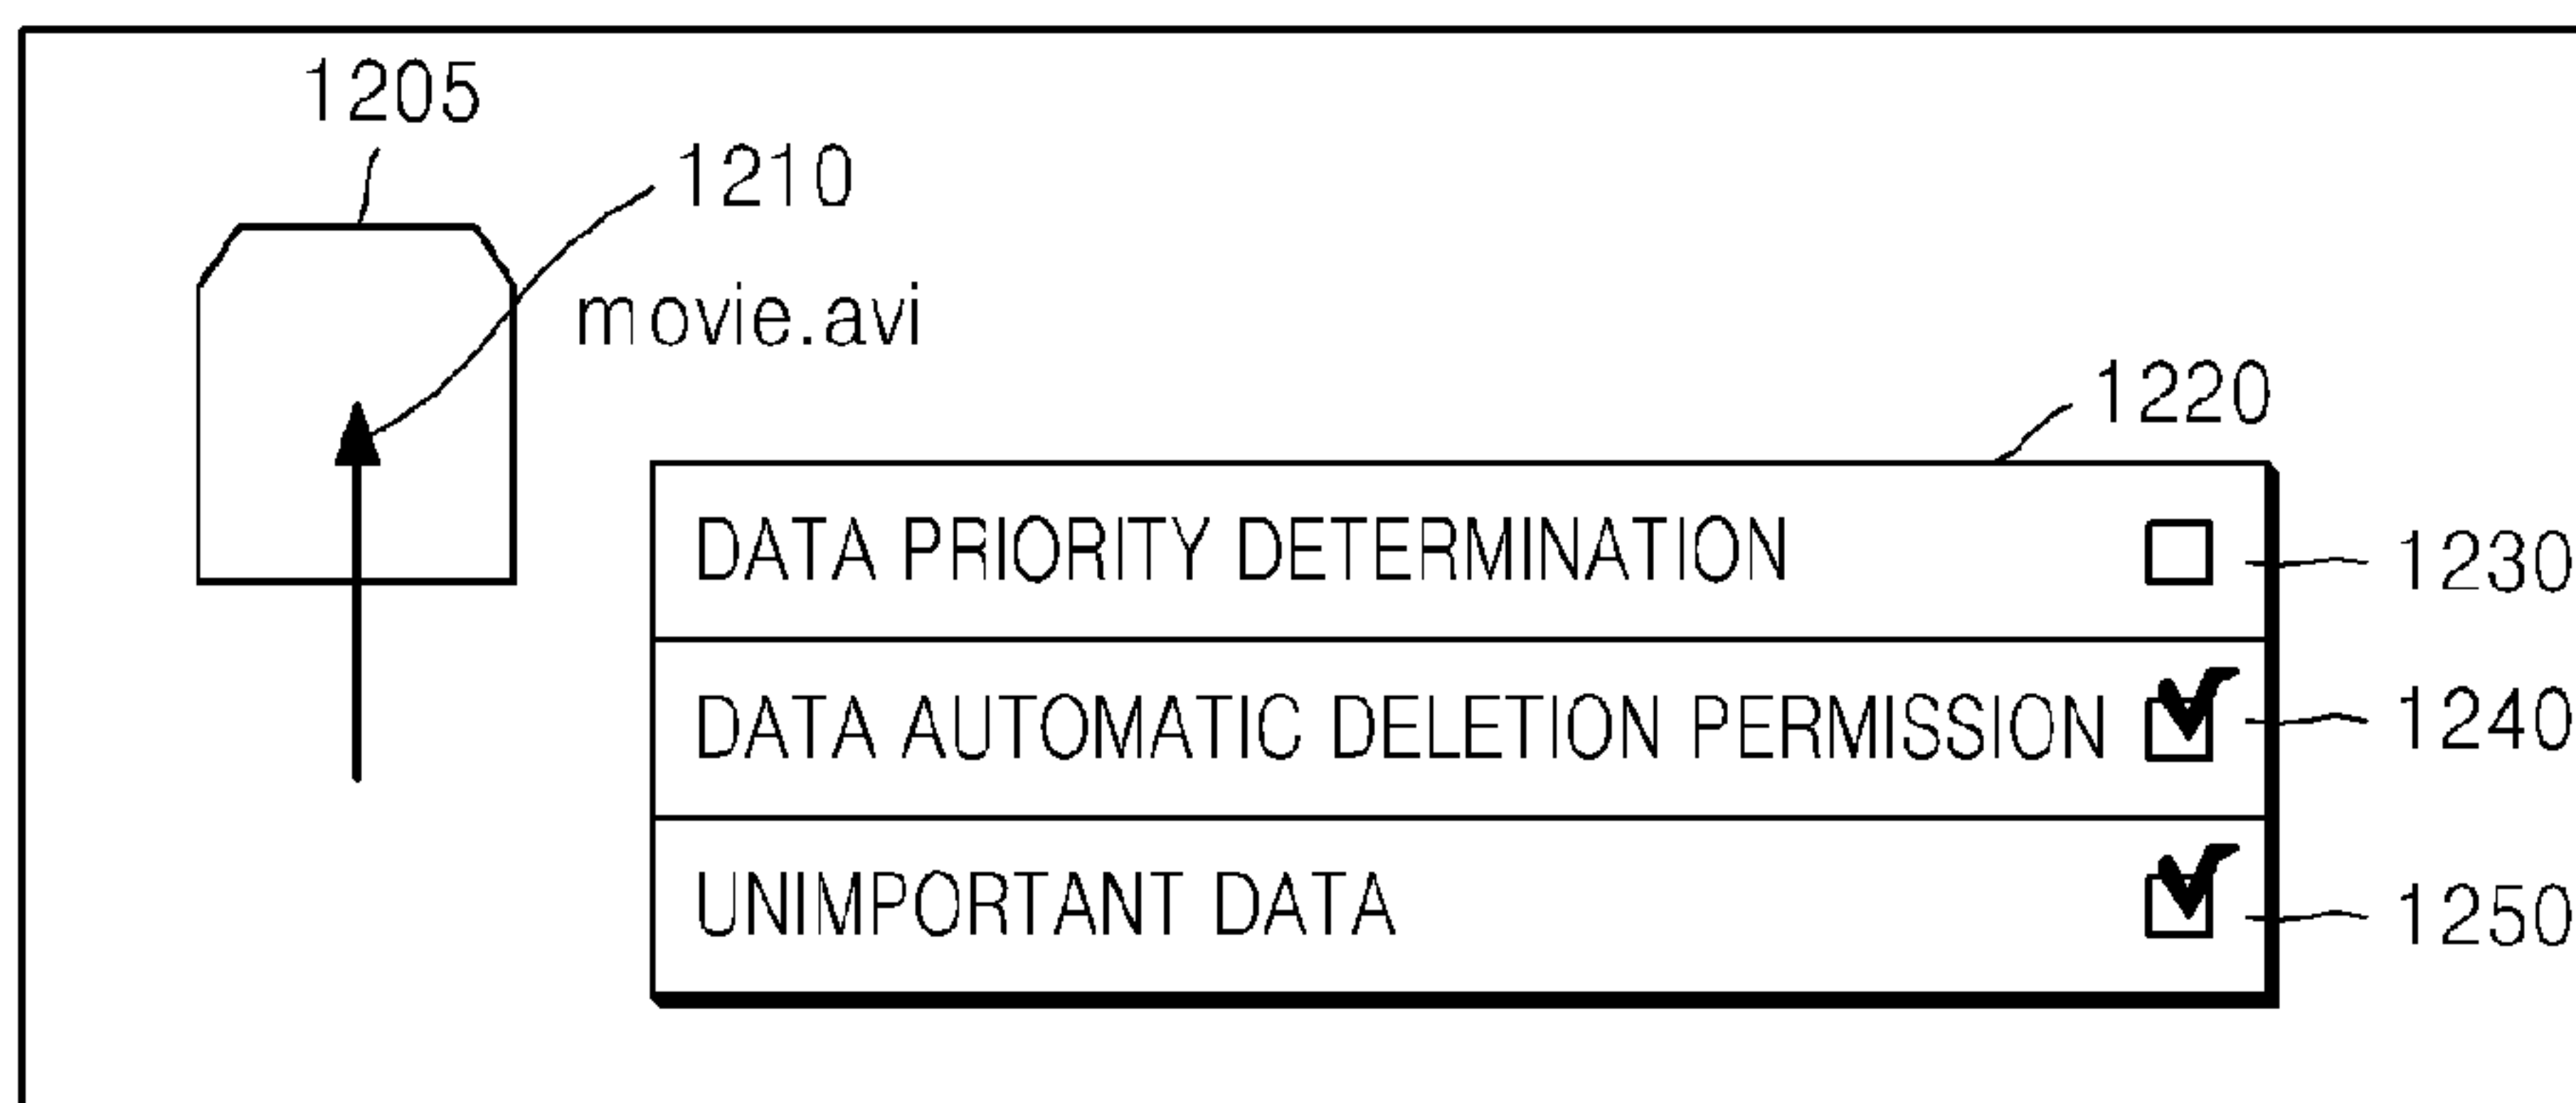 1205
1210
movie.avi
1220
DATA PRIORITY DETERMINATION
1230
DATA AUTOMATIC DELETION PERMISSION
1240
UNIMPORTANT DATA
1250